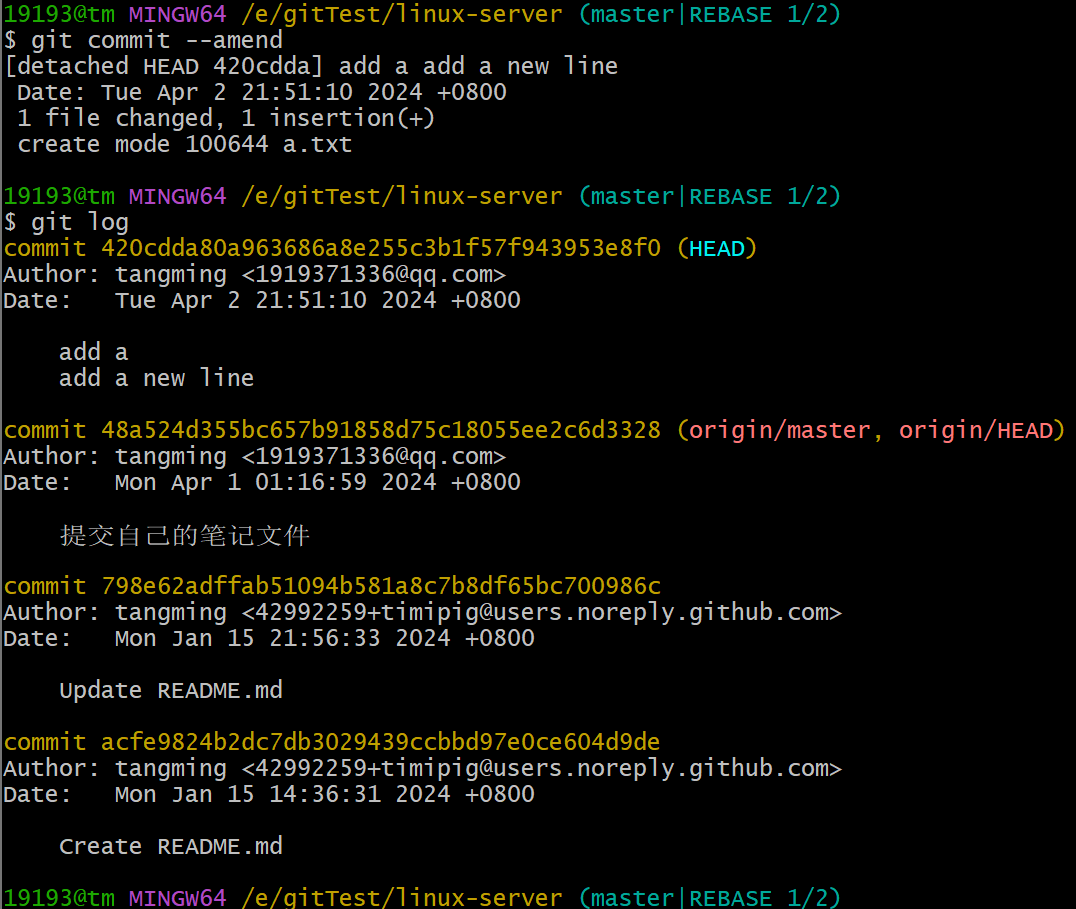 19193@tm MINGW64 /e/gitTest/linux-server (master|REBASE 1/2)
$ git commit --amend
[detached HEAD 420cdda] add a add a new line
 Date: Tue Apr 2 21:51:10 2024 +0800
 1 file changed, 1 insertion(+)
 create mode 100644 a.txt

19193@tm MINGW64 /e/gitTest/linux-server (master|REBASE 1/2)
$ git log
commit 420cdda80a963686a8e255c3b1f57f943953e8f0 (HEAD)
Author: tangming <1919371336@qq.com>
Date:   Tue Apr 2 21:51:10 2024 +0800

    add a
    add a new line

commit 48a524d355bc657b91858d75c18055ee2c6d3328 (origin/master, origin/HEAD)
Author: tangming <1919371336@qq.com>
Date:   Mon Apr 1 01:16:59 2024 +0800

    提交自己的笔记文件

commit 798e62adffab51094b581a8c7b8df65bc700986c
Author: tangming <42992259+timipig@users.noreply.github.com>
Date:   Mon Jan 15 21:56:33 2024 +0800

    Update README.md

commit acfe9824b2dc7db3029439ccbbd97e0ce604d9de
Author: tangming <42992259+timipig@users.noreply.github.com>
Date:   Mon Jan 15 14:36:31 2024 +0800

    Create README.md

19193@tm MINGW64 /e/gitTest/linux-server (master|REBASE 1/2)